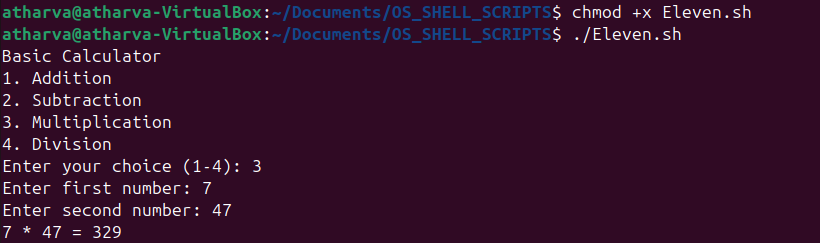 atharva@atharva-VirtualBox:~/Documents/OS_SHELL_SCRIPTS$ chmod +x Eleven.sh
atharva@atharva-VirtualBox:~/Documents/OS_SHELL_SCRIPTS$ ./Eleven.sh
Basic Calculator
1. Addition
2. Subtraction
3. Multiplication
4. Division
Enter your choice (1-4): 3
Enter first number: 7
Enter second number: 47
7 * 47 = 329